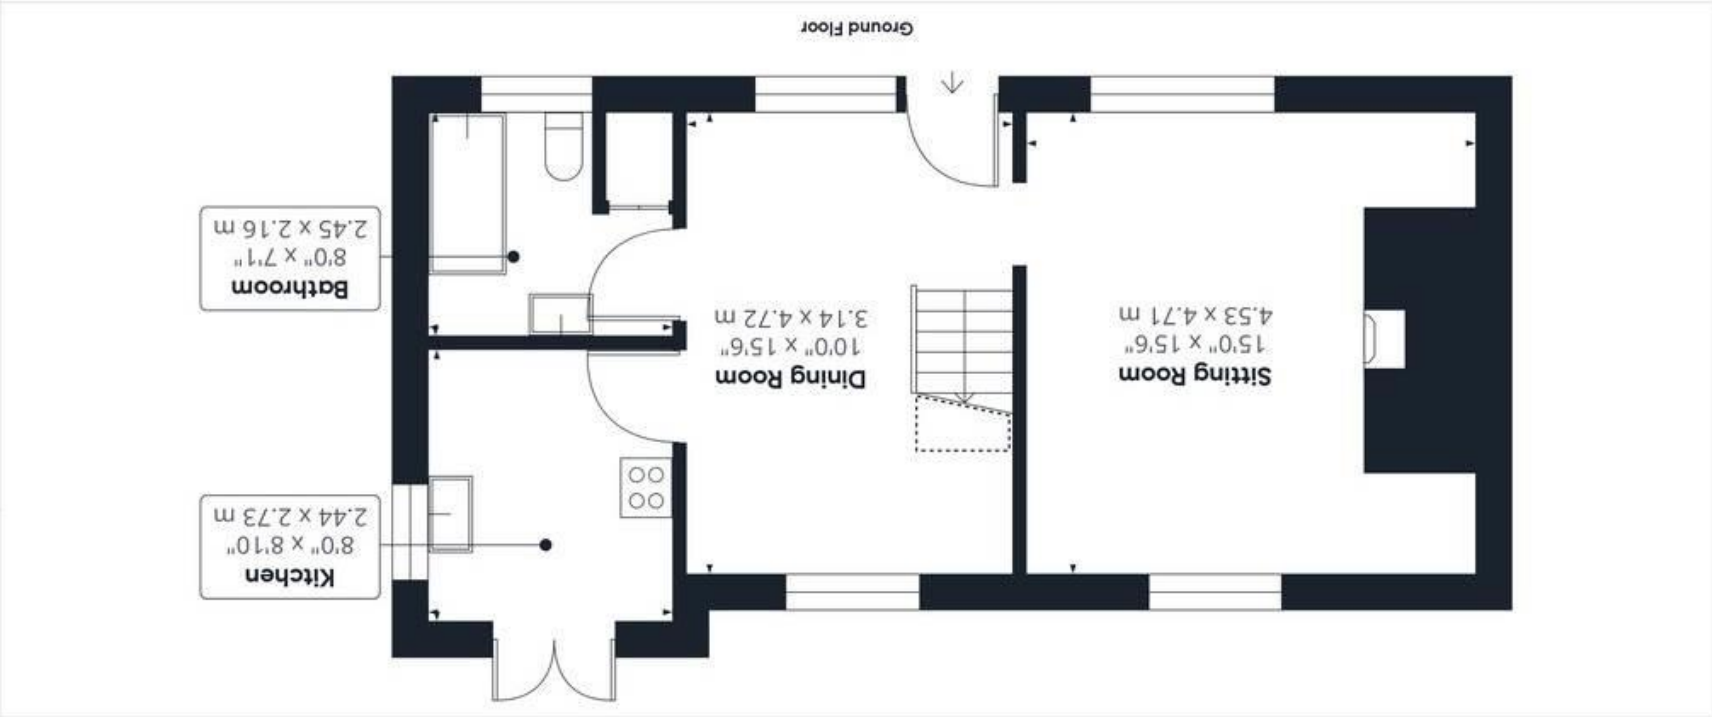 Kitchen
8'0" x 8'10"
2.44 x 2.73 m
Sitting Room
15'0" x 15'6"
4.53 x 4.71 m
Dining Room
10'0" x 15'6"
3.14 x 4.72 m
Bathroom
8'0" x 7'1"
2.45 x 2.16 m
Ground Floor